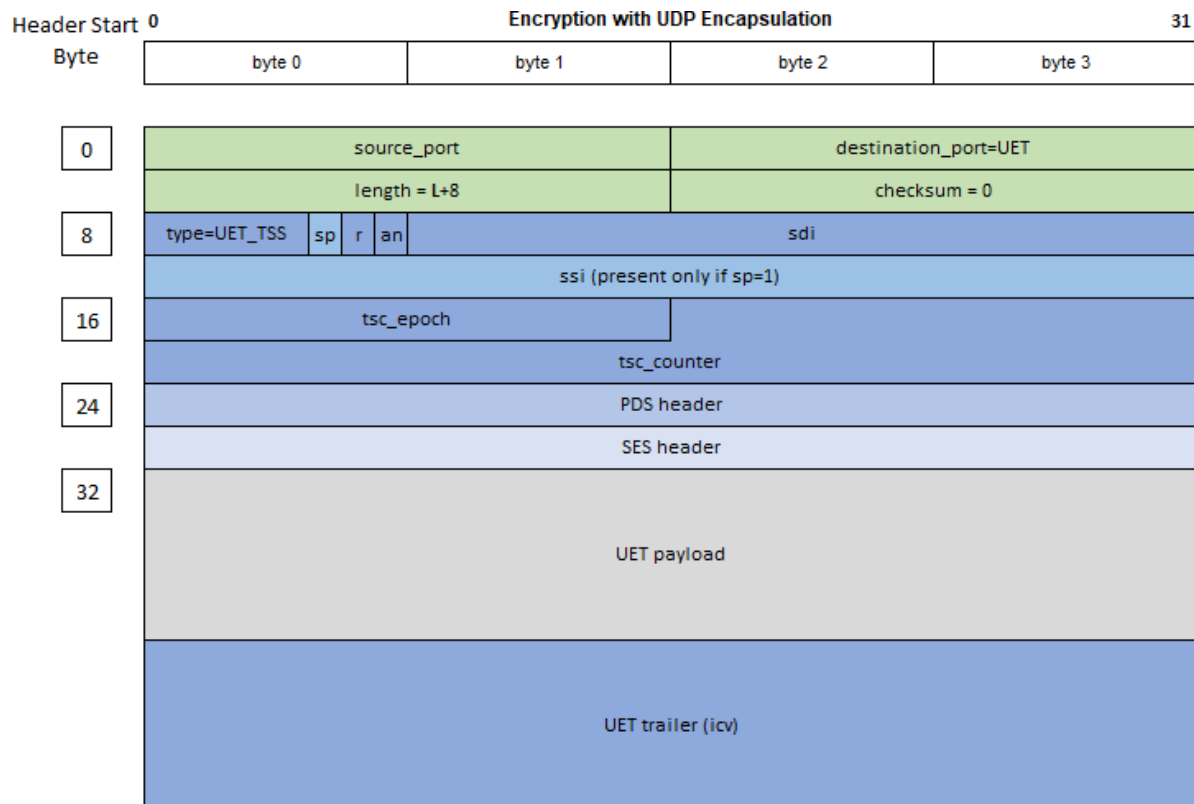 Header Start Byte
0 Encryption with UDP Encapsulation 31
byte 0 byte 1 byte 2 byte 3
0 source_port destination_port=UET
length = L+8 checksum = 0
8 type=UET_TSS sp r an sdi
ssi (present only if sp=1)
16 tsc_epoch
tsc_counter
24 PDS header
SES header
32
UET payload
UET trailer (icv)